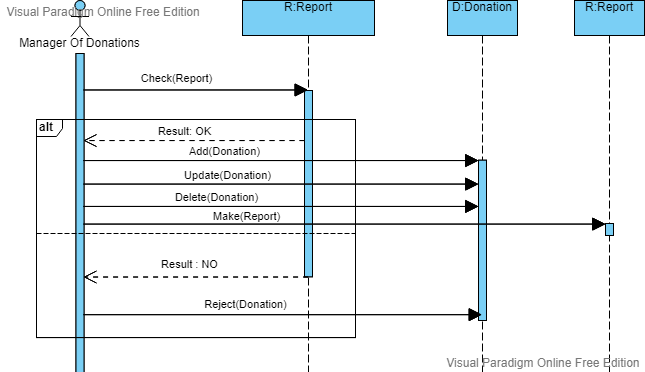 Visual Paradigm Online Free Edition
R:Report
D:Donation
R:Report
Manager Of Donations
Check(Report)
alt
Result: OK
Add(Donation)
Update(Donation)
Delete(Donation)
Make(Report)
Result : NO
Reject(Donation)
Visual Paradigm Online Free Edition